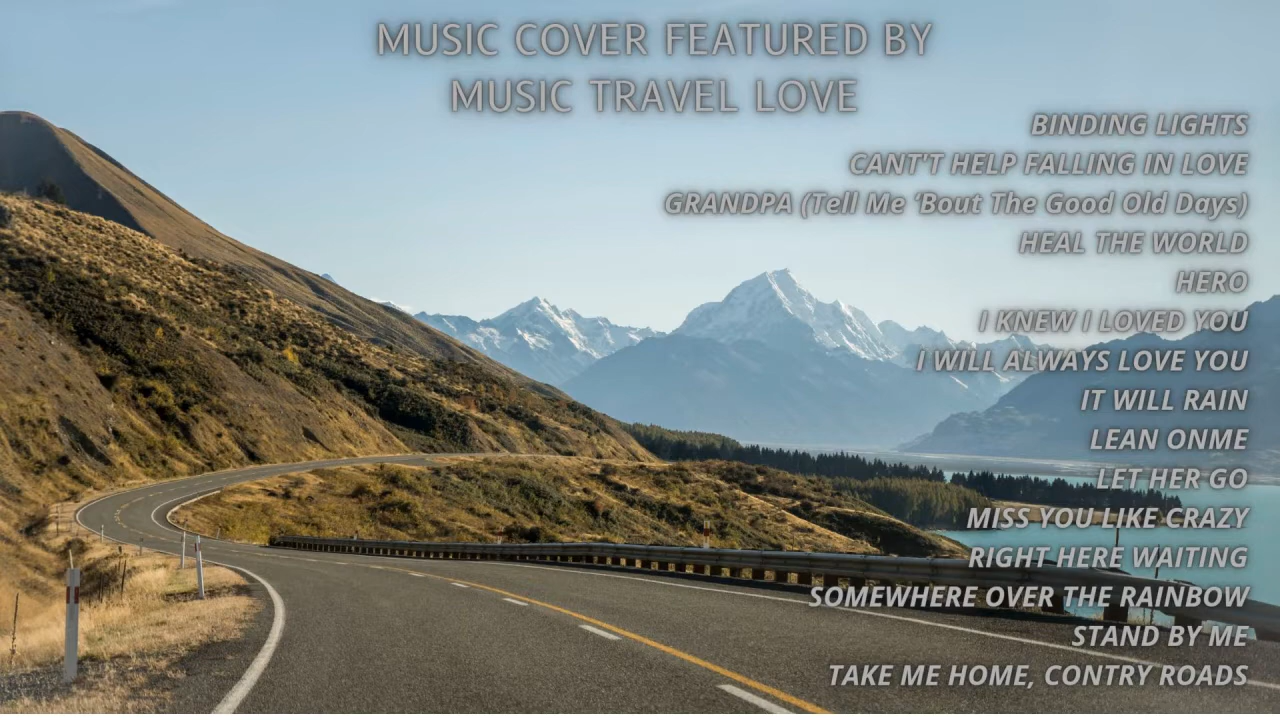 MUSIC COVER FEATURED BY
MUSIC TRAVEL LOVE
BINDING LIGHTS
CANT'T HELP FALLING IN LOVE
GRANDPA (Tell Me ‘Bout The Good Old Days)
HEAL THE WORLD
HERO
I KNEW I LOVED YOU
I WILL ALWAYS LOVE YOU
IT WILL RAIN
LEAN ONME
LET HER GO
MISS YOU LIKE CRAZY
RIGHT HERE WAITING
SOMEWHERE OVER THE RAINBOW
STAND BY ME
TAKE ME HOME, CONTRY ROADS